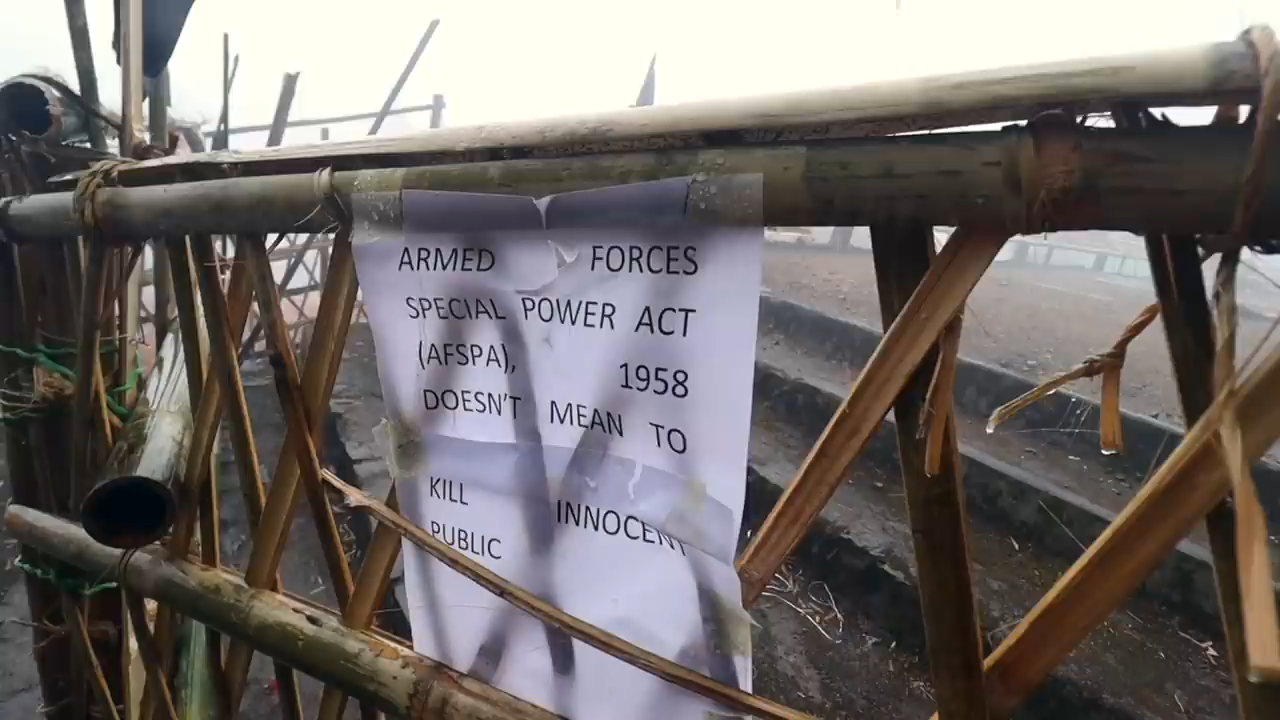 ARMED FORCES
SPECIAL POWER ACT
(AFSPA), 1958
DOESN'T MEAN TO
KILL INNOCENT
PUBLIC